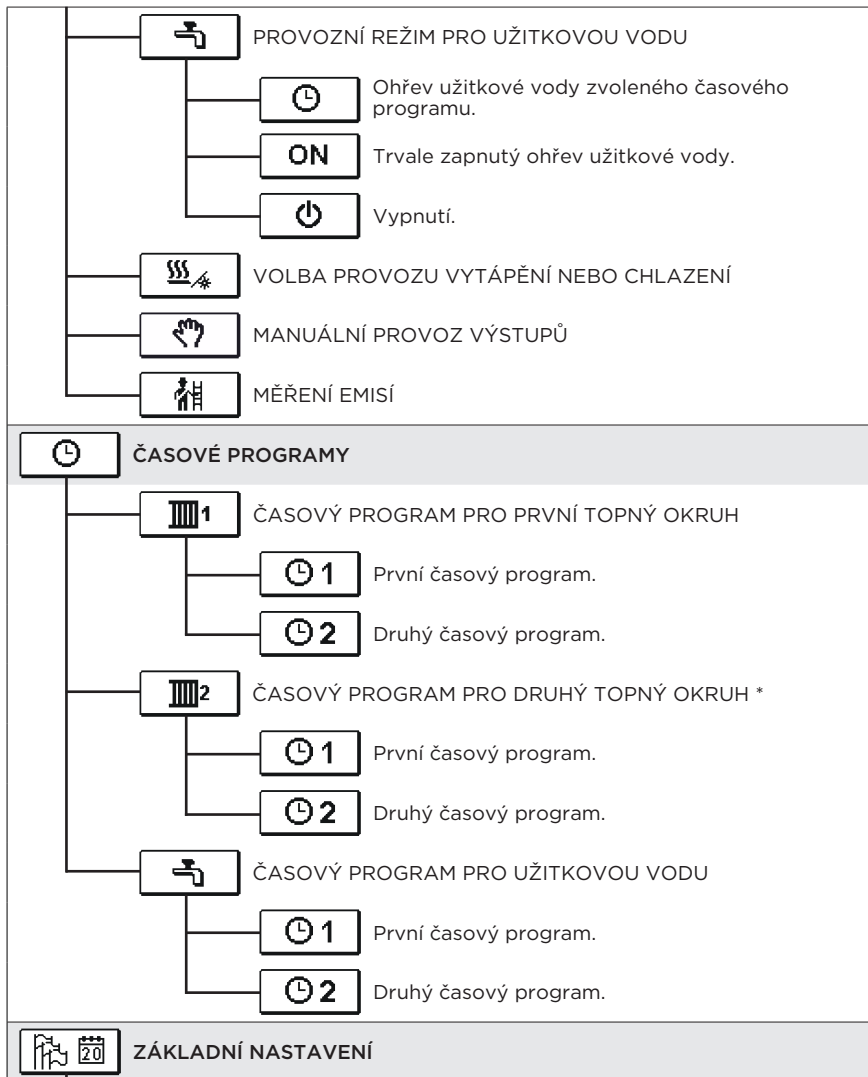 PROVOZNÍ REŽIM PRO UŽITKOVOU VODU
Ohřev užitkové vody zvoleného časového
programu.
ON Trvale zapnutý ohřev užitkové vody.
Vypnutí.
VOLBA PROVOZU VYTÁPĚNÍ NEBO CHLAZENÍ
MANUÁLNÍ PROVOZ VÝSTUPŮ
MĚŘENÍ EMISÍ
ČASOVÉ PROGRAMY
1 ČASOVÝ PROGRAM PRO PRVNÍ TOPNÝ OKRUH
1 První časový program.
2 Druhý časový program.
2 ČASOVÝ PROGRAM PRO DRUHÝ TOPNÝ OKRUH *
1 První časový program.
2 Druhý časový program.
ČASOVÝ PROGRAM PRO UŽITKOVOU VODU
1 První časový program.
2 Druhý časový program.
20 ZÁKLADNÍ NASTAVENÍ